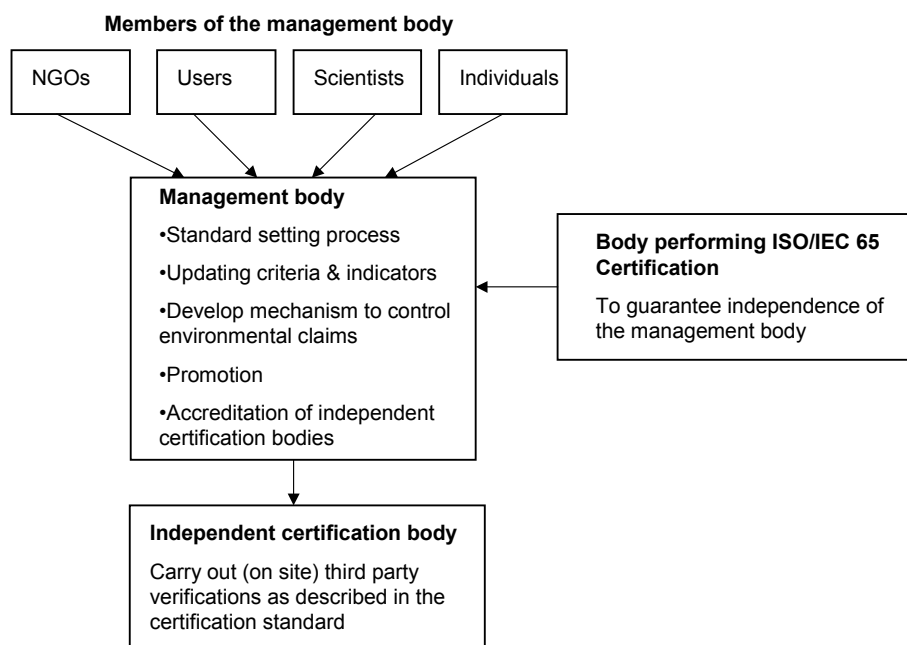 Members of the management body
NGOs
Users
Scientists
Individuals
Management body
•Standard setting process
•Updating criteria & indicators
•Develop mechanism to control
environmental claims
•Promotion
•Accreditation of independent
certification bodies
Body performing ISO/IEC 65
Certification
To guarantee independence of
the management body
Independent certification body
Carry out (on site) third party
verifications as described in the
certification standard